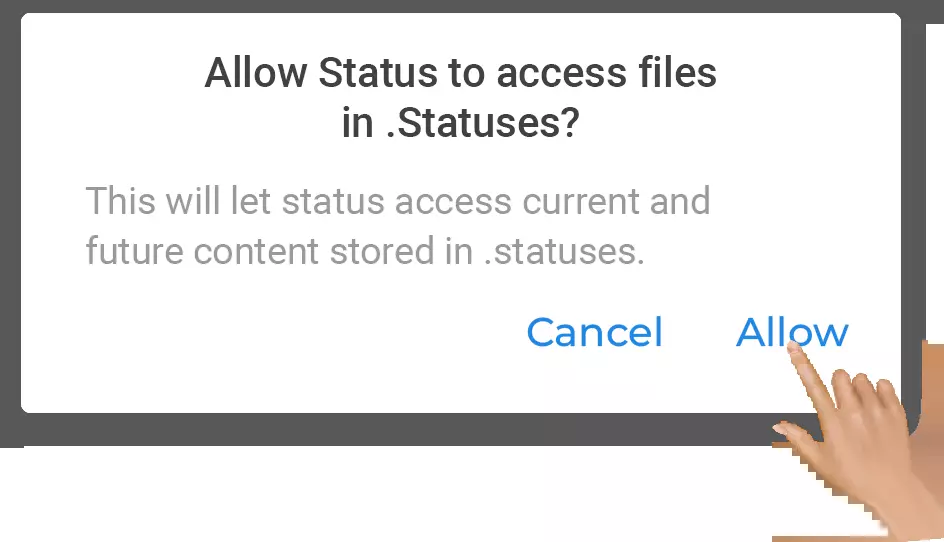 Allow Status to access files
in .Statuses?
This will let status access current and
future content stored in .statuses.
Cancel Allow